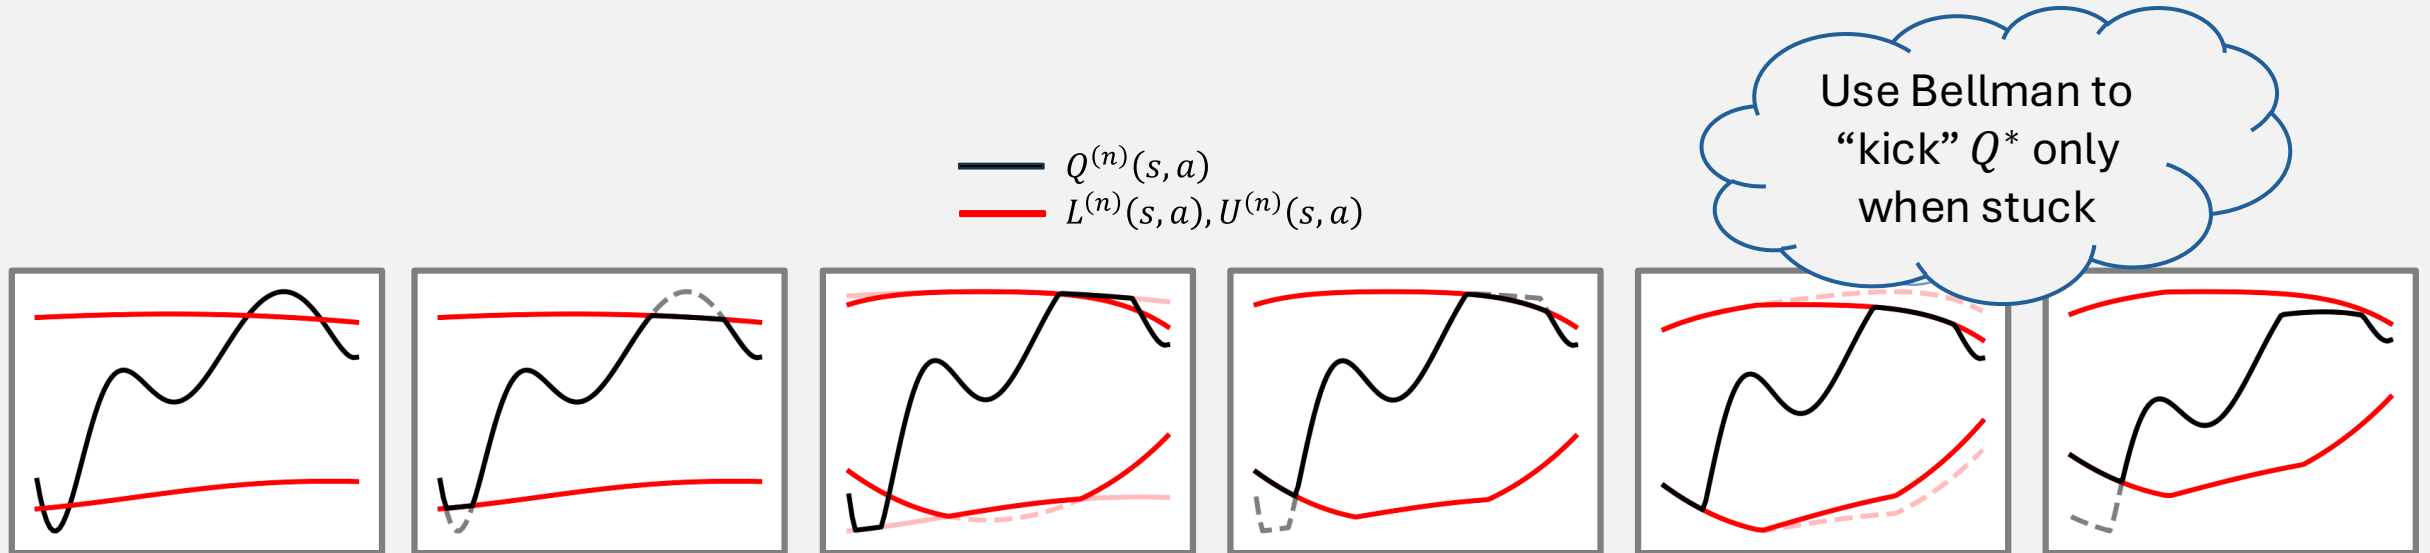 Use Bellman to
“kick” Q* only
when stuck
Q⁽ⁿ⁾(s, a)
L⁽ⁿ⁾(s, a), U⁽ⁿ⁾(s, a)